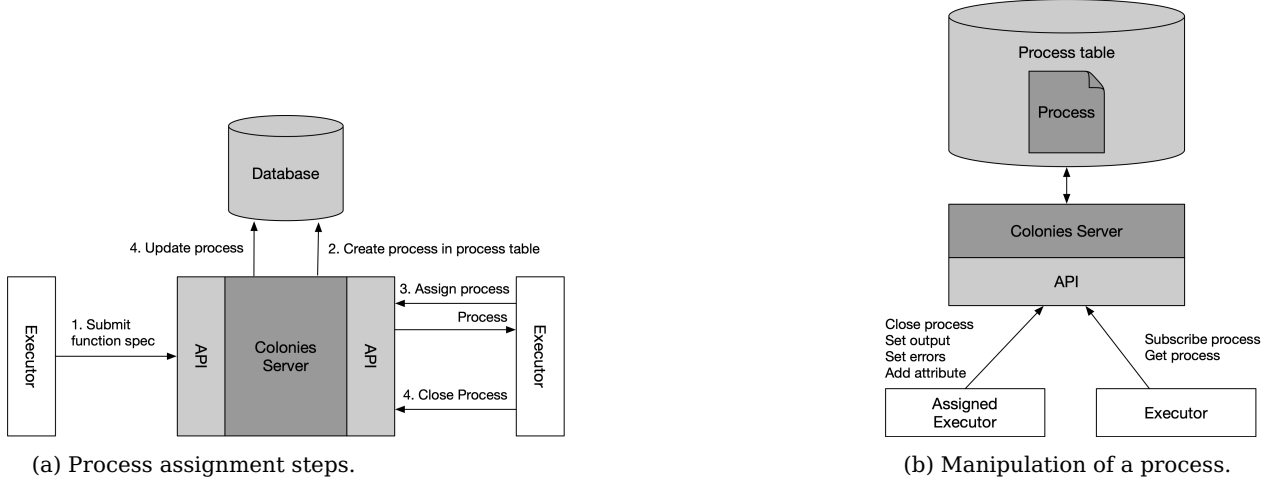 Database
4. Update process
2. Create process in process table
Executor
1. Submit
function spec
API
Colonies
Server
API
3. Assign process
Process
4. Close Process
Executor
(a) Process assignment steps.
Process table
Process
Colonies Server
API
Close process
Set output
Set errors
Add attribute
Subscribe process
Get process
Assigned
Executor
Executor
(b) Manipulation of a process.